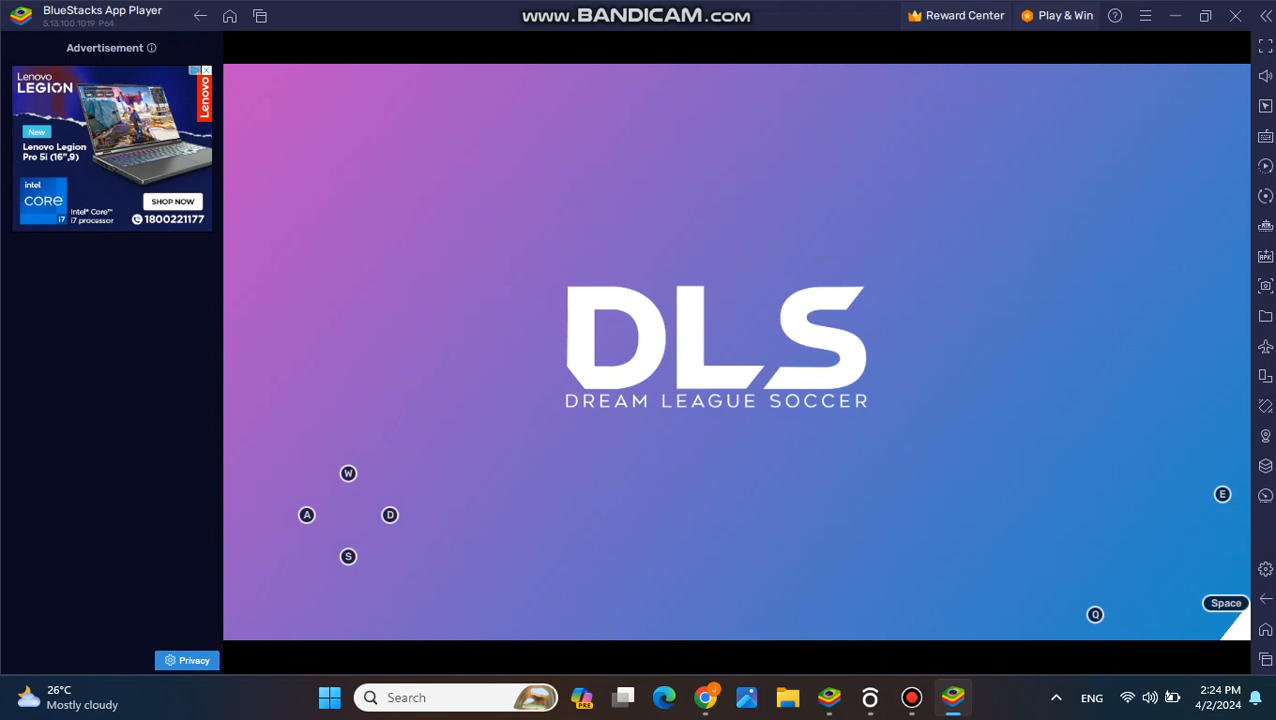 BlueStacks App Player
5.13.100.1019 P64
www.BANDICAM.com
Reward Center
Play & Win
Advertisement
Lenovo
LEGION
Lenovo
New
Lenovo Legion
Pro 5i (16",9)
intel
CORE
i7
Intel® Core™
i7 processor
SHOP NOW
1800221177
DLS
DREAM LEAGUE SOCCER
W
A
D
S
E
Space
Q
Privacy
26°C
Mostly cloudy
Search
PRE
ENG
2:24 PM
4/2/2024